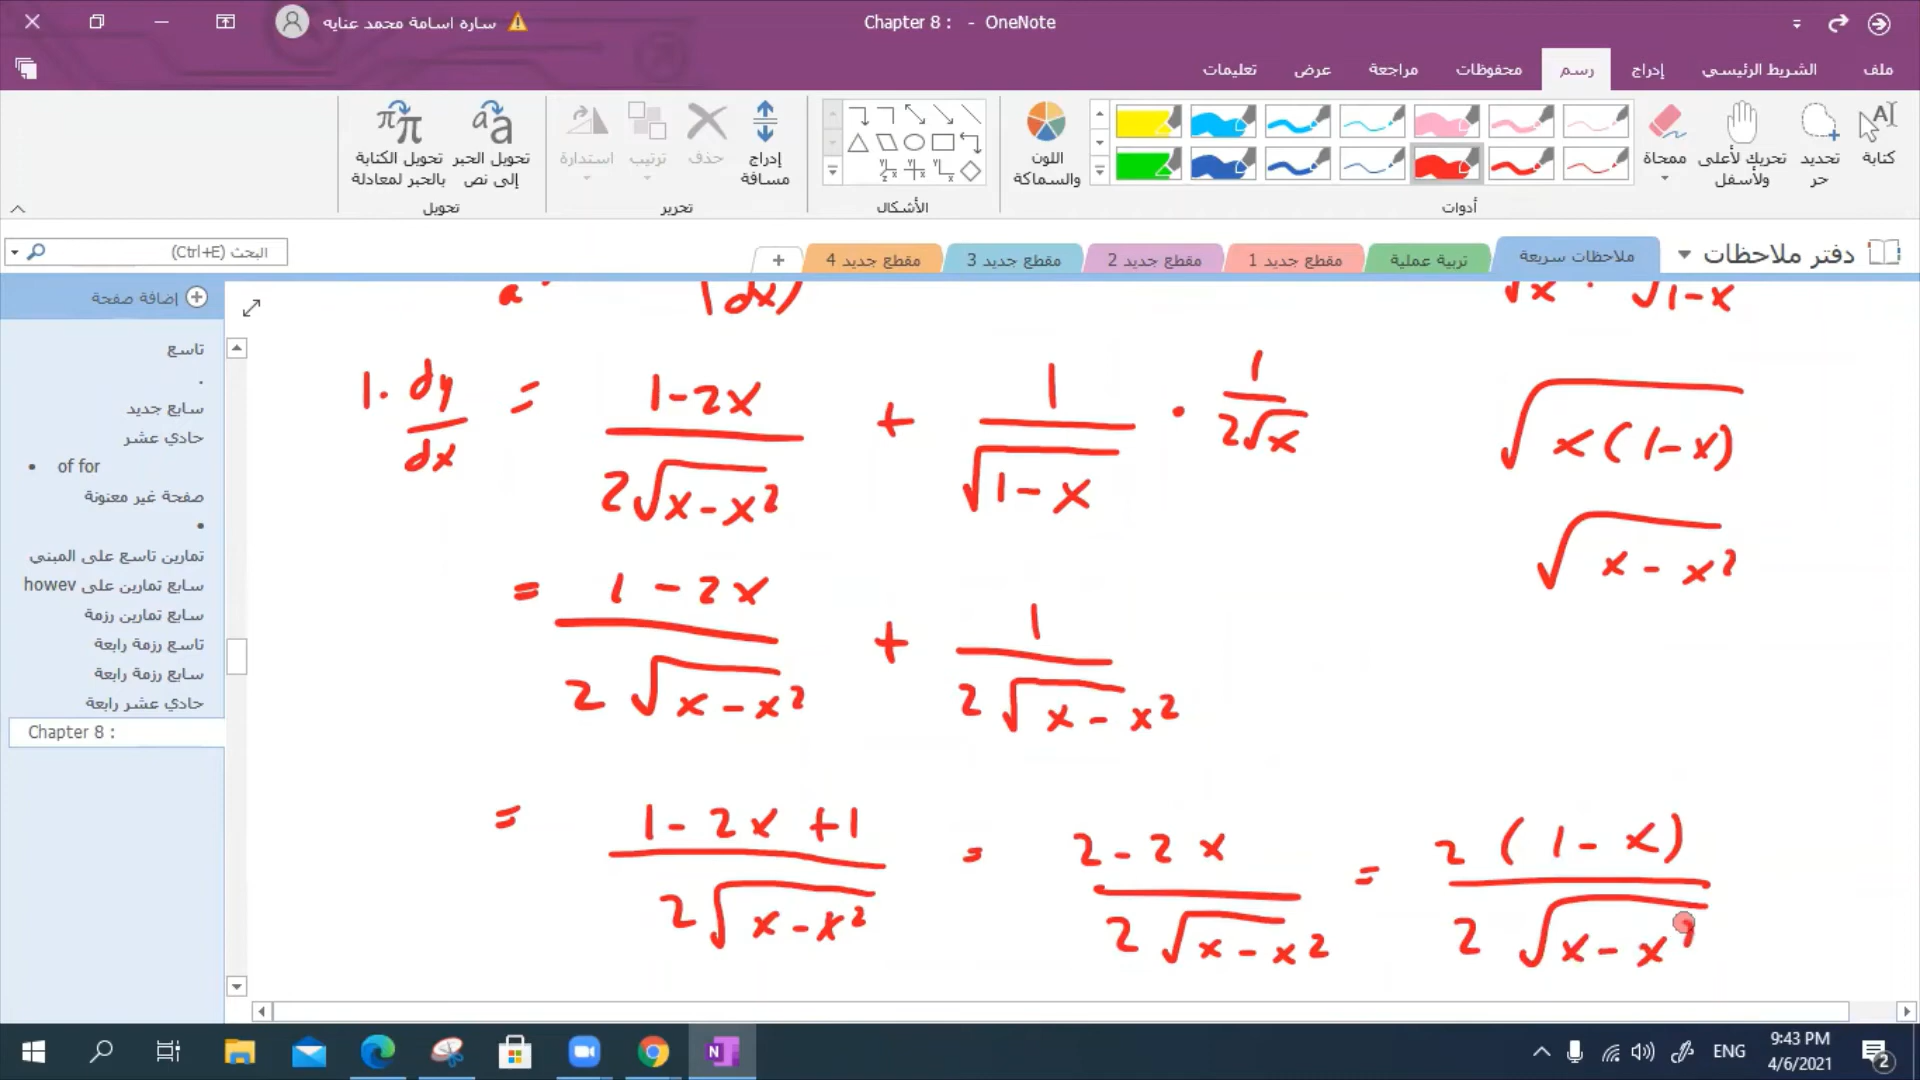 ساره اسامة محمد عنايه
Chapter 8 :  -  OneNote
ملف
الشريط الرئيسي
إدراج
رسم
محفوظات
مراجعة
عرض
تعليمات
كتابة
تحديد حر
تحريك لأعلى ولأسفل
ممحاة
أدوات
اللون والسماكة
الأشكال
إدراج مسافة
حذف
ترتيب
استدارة
تحرير
تحويل الحبر إلى نص
تحويل الكتابة بالحبر لمعادلة
تحويل
دفتر ملاحظات
ملاحظات سريعة
تربية عملية
مقطع جديد 1
مقطع جديد 2
مقطع جديد 3
مقطع جديد 4
+
البحث (Ctrl+E)
إضافة صفحة
تاسع
.
سابع جديد
حادي عشر
• of for
صفحة غير معنونة
•
تمارين تاسع على المبني
سابع تمارين على howev
سابع تمارين رزمة
تاسع رزمة رابعة
سابع رزمة رابعة
حادي عشر رابعة
Chapter 8 :
√x · √1-x
1. dy/dx = (1-2x)/(2√x-x²) + 1/√1-x · 1/2√x
√x(1-x)
√x-x²
= (1-2x)/(2√x-x²) + 1/(2√x-x²)
= (1-2x+1)/(2√x-x²) = (2-2x)/(2√x-x²) = 2(1-x)/(2√x-x²)
ENG
9:43 PM
4/6/2021
2